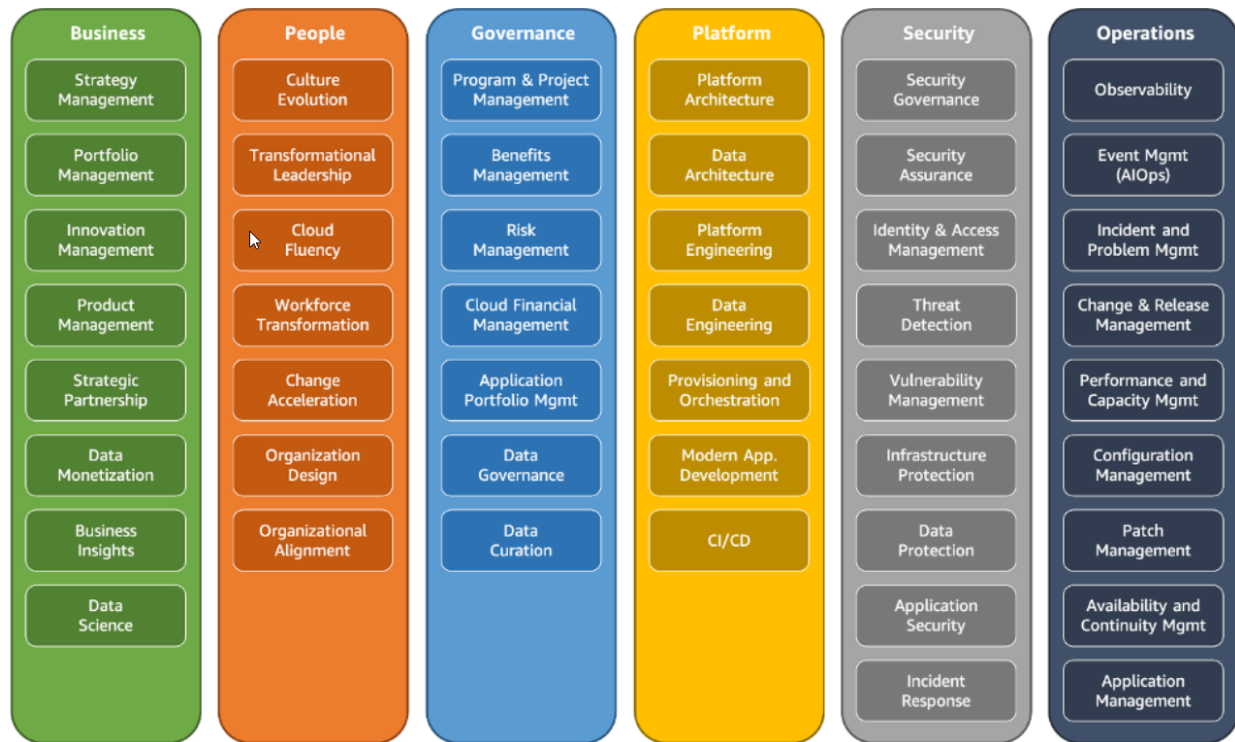 Business
Strategy
Management
Portfolio
Management
Innovation
Management
Product
Management
Strategic
Partnership
Data
Monetization
Business
Insights
Data
Science
People
Culture
Evolution
Transformational
Leadership
Cloud
Fluency
Workforce
Transformation
Change
Acceleration
Organization
Design
Organizational
Alignment
Governance
Program & Project
Management
Benefits
Management
Risk
Management
Cloud Financial
Management
Application
Portfolio Mgmt
Data
Governance
Data
Curation
Platform
Platform
Architecture
Data
Architecture
Platform
Engineering
Data
Engineering
Provisioning and
Orchestration
Modern App.
Development
CI/CD
Security
Security
Governance
Security
Assurance
Identity & Access
Management
Threat
Detection
Vulnerability
Management
Infrastructure
Protection
Data
Protection
Application
Security
Incident
Response
Operations
Observability
Event Mgmt
(AIOps)
Incident and
Problem Mgmt
Change & Release
Management
Performance and
Capacity Mgmt
Configuration
Management
Patch
Management
Availability and
Continuity Mgmt
Application
Management